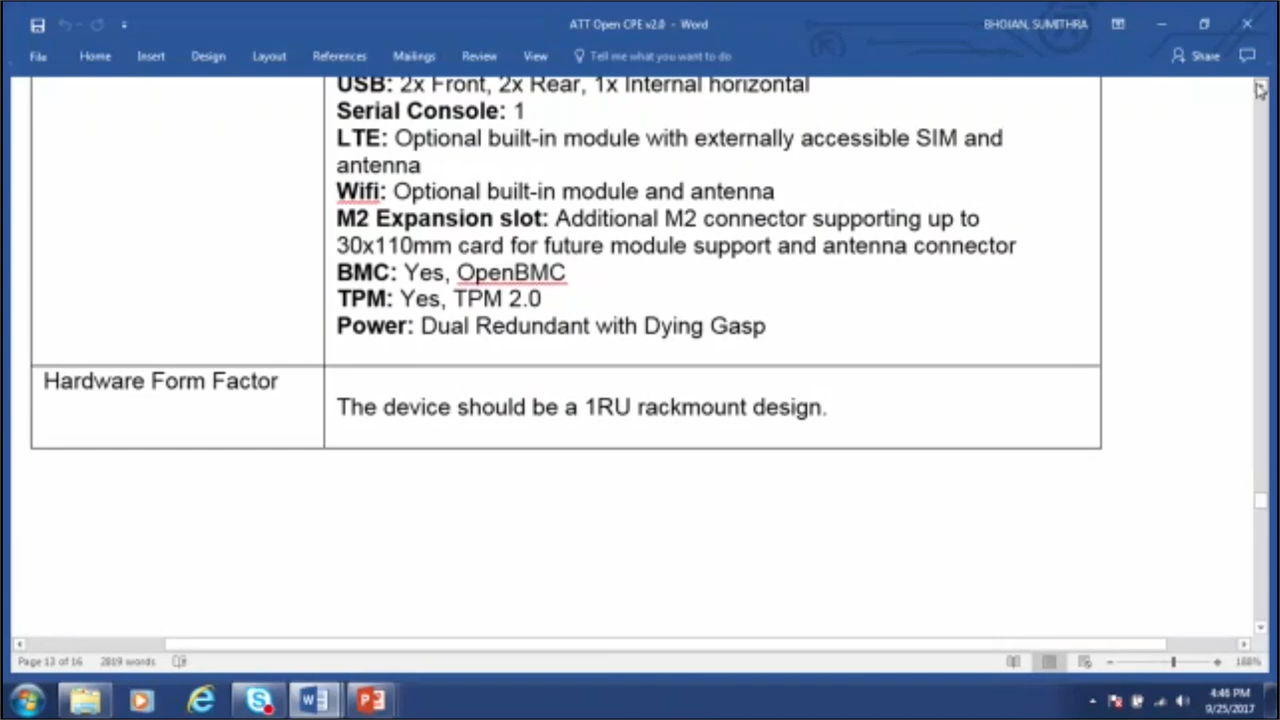 ATT Open CPE v2.0 - Word
BHOJAN, SUMITHRA
File Home Insert Design Layout References Mailings Review View Tell me what you want to do Share
USB: 2x Front, 2x Rear, 1x Internal horizontal
Serial Console: 1
LTE: Optional built-in module with externally accessible SIM and
antenna
Wifi: Optional built-in module and antenna
M2 Expansion slot: Additional M2 connector supporting up to
30x110mm card for future module support and antenna connector
BMC: Yes, OpenBMC
TPM: Yes, TPM 2.0
Power: Dual Redundant with Dying Gasp
Hardware Form Factor
The device should be a 1RU rackmount design.
Page 13 of 16 2819 words 188%
4:46 PM
9/25/2017